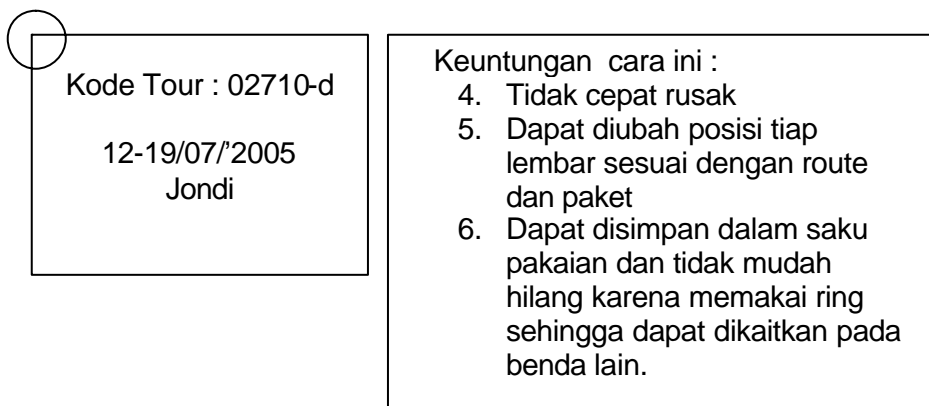 Kode Tour : 02710-d
12-19/07/’2005
Jondi
Keuntungan cara ini :
4. Tidak cepat rusak
5. Dapat diubah posisi tiap
lembar sesuai dengan route
dan paket
6. Dapat disimpan dalam saku
pakaian dan tidak mudah
hilang karena memakai ring
sehingga dapat dikaitkan pada
benda lain.